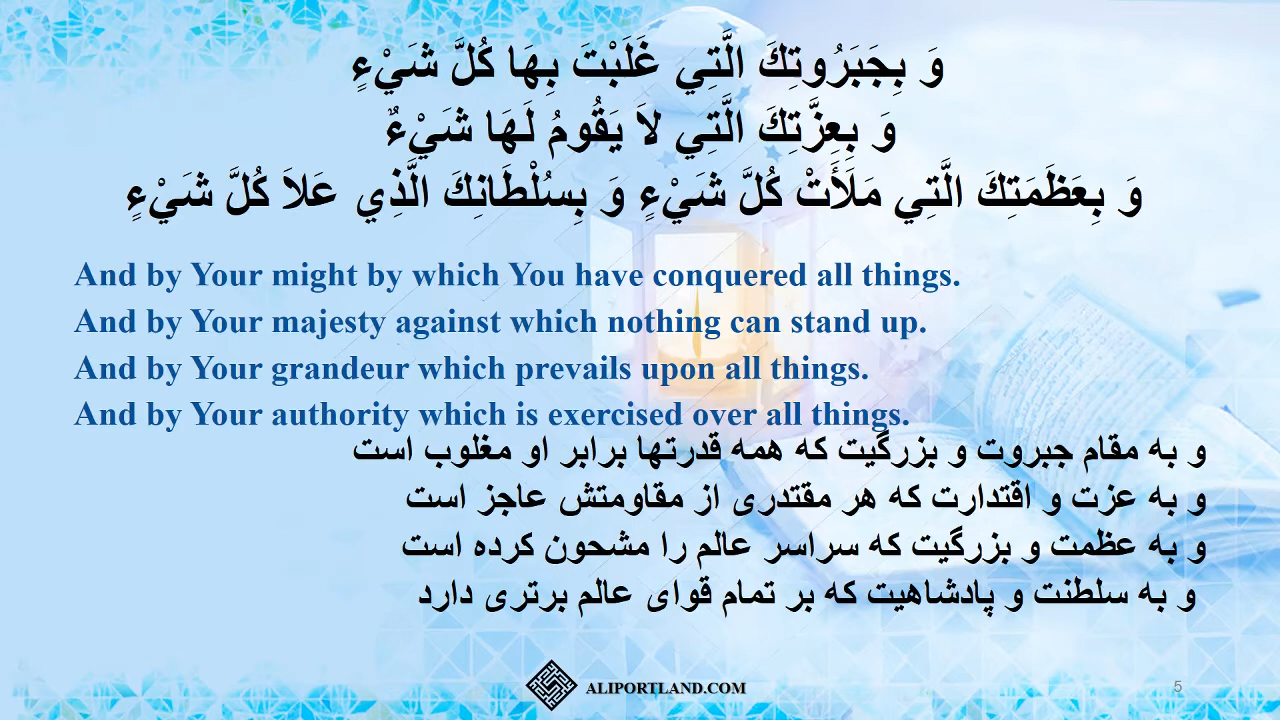 وَ بِجَبَرُوتِكَ الَّتِي غَلَبْتَ بِهَا كُلَّ شَيْءٍ
وَ بِعِزَّتِكَ الَّتِي لاَ يَقُومُ لَهَا شَيْءٌ
وَ بِعَظَمَتِكَ الَّتِي مَلَأَتْ كُلَّ شَيْءٍ وَ بِسُلْطَانِكَ الَّذِي عَلاَ كُلَّ شَيْءٍ
And by Your might by which You have conquered all things.
And by Your majesty against which nothing can stand up.
And by Your grandeur which prevails upon all things.
And by Your authority which is exercised over all things.
و به مقام جبروت و بزرگیت که همه قدرتها برابر او مغلوب است
و به عزت و اقتدارت که هر مقتدری از مقاومتش عاجز است
و به عظمت و بزرگیت که سراسر عالم را مشحون کرده است
و به سلطنت و پادشاهیت که بر تمام قوای عالم برتری دارد
ALIPORTLAND.COM
5